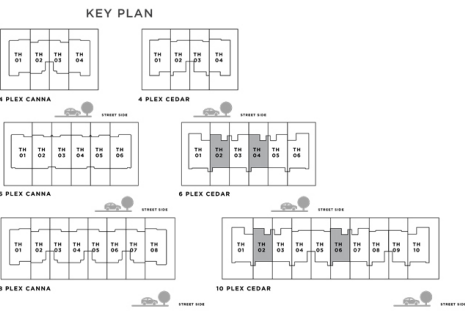 KEY PLAN
TH 01 TH 02 TH 03 TH 04
4 PLEX CANNA
STREET SIDE
TH 01 TH 02 TH 03 TH 04
4 PLEX CEDAR
STREET SIDE
TH 01 TH 02 TH 03 TH 04 TH 05 TH 06
6 PLEX CANNA
STREET SIDE
TH 01 TH 02 TH 03 TH 04 TH 05 TH 06
6 PLEX CEDAR
STREET SIDE
TH 01 TH 02 TH 03 TH 04 TH 05 TH 06 TH 07 TH 08
8 PLEX CANNA
STREET SIDE
TH 01 TH 02 TH 03 TH 04 TH 05 TH 06 TH 07 TH 08 TH 09 TH 10
10 PLEX CEDAR
STREET SIDE